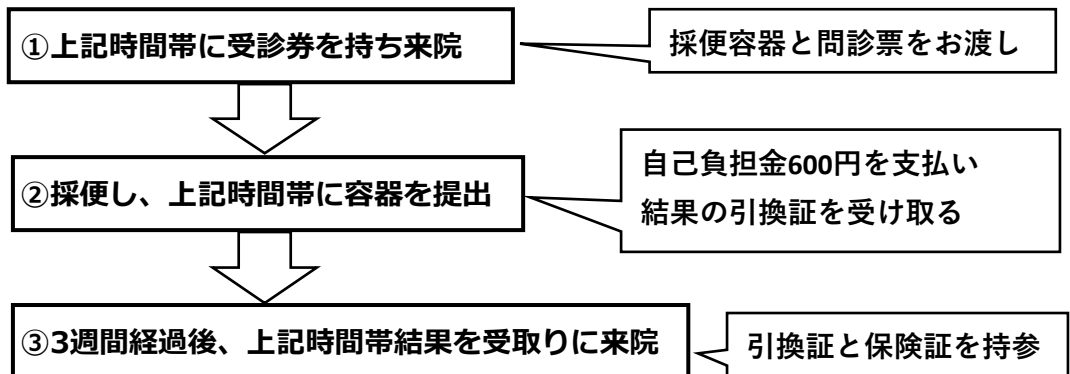 ①上記時間帯に受診券を持ち来院
採便容器と問診票をお渡し
②採便し、上記時間帯に容器を提出
自己負担金600円を支払い
結果の引換証を受け取る
③3週間経過後、上記時間帯結果を受取りに来院
引換証と保険証を持参